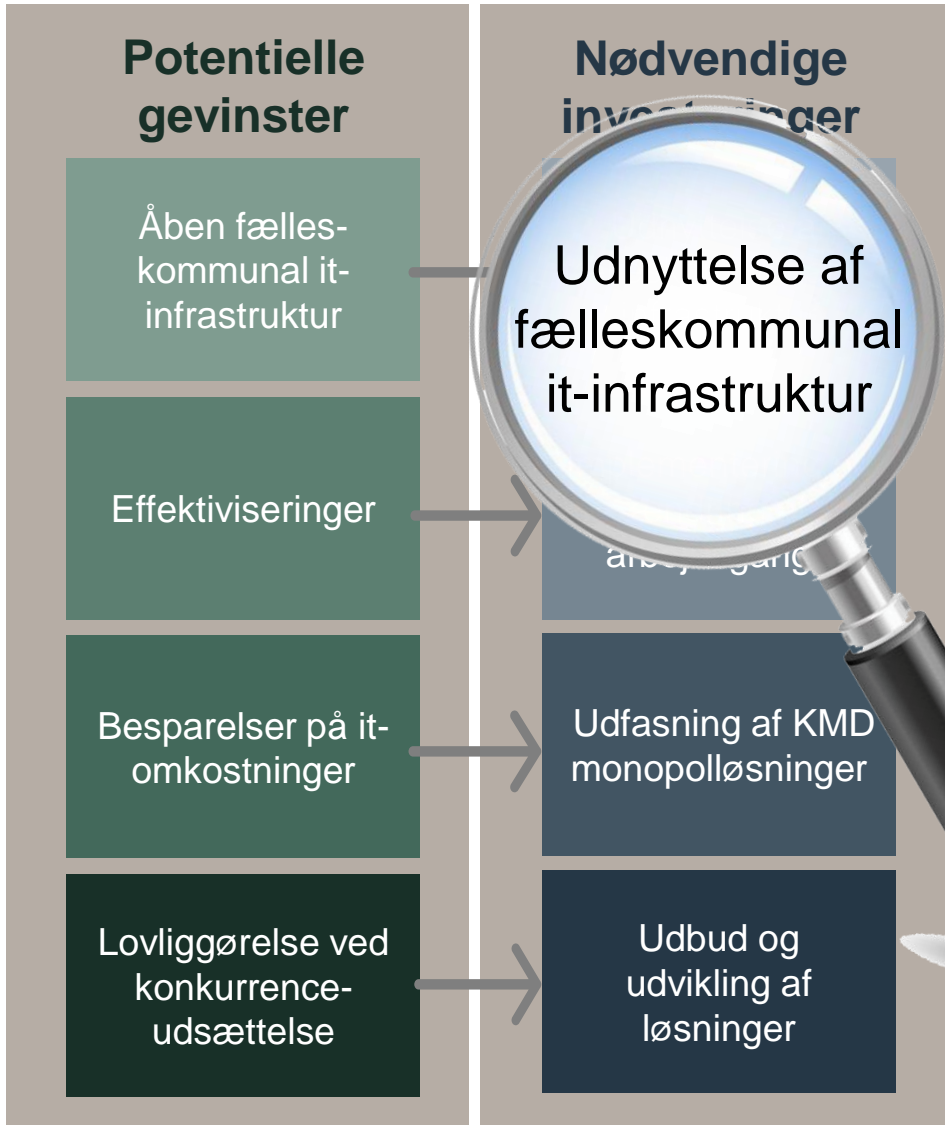 Potentielle
gevinster
Åben fælles-
kommunal it-
infrastruktur
Effektiviseringer
Besparelser på it-
omkostninger
Lovliggørelse ved
konkurrence-
udsættelse
Nødvendige
investeringer
Udnyttelse af
fælleskommunal
it-infrastruktur
Udfasning af KMD
monopolløsninger
Udbud og
udvikling af
løsninger